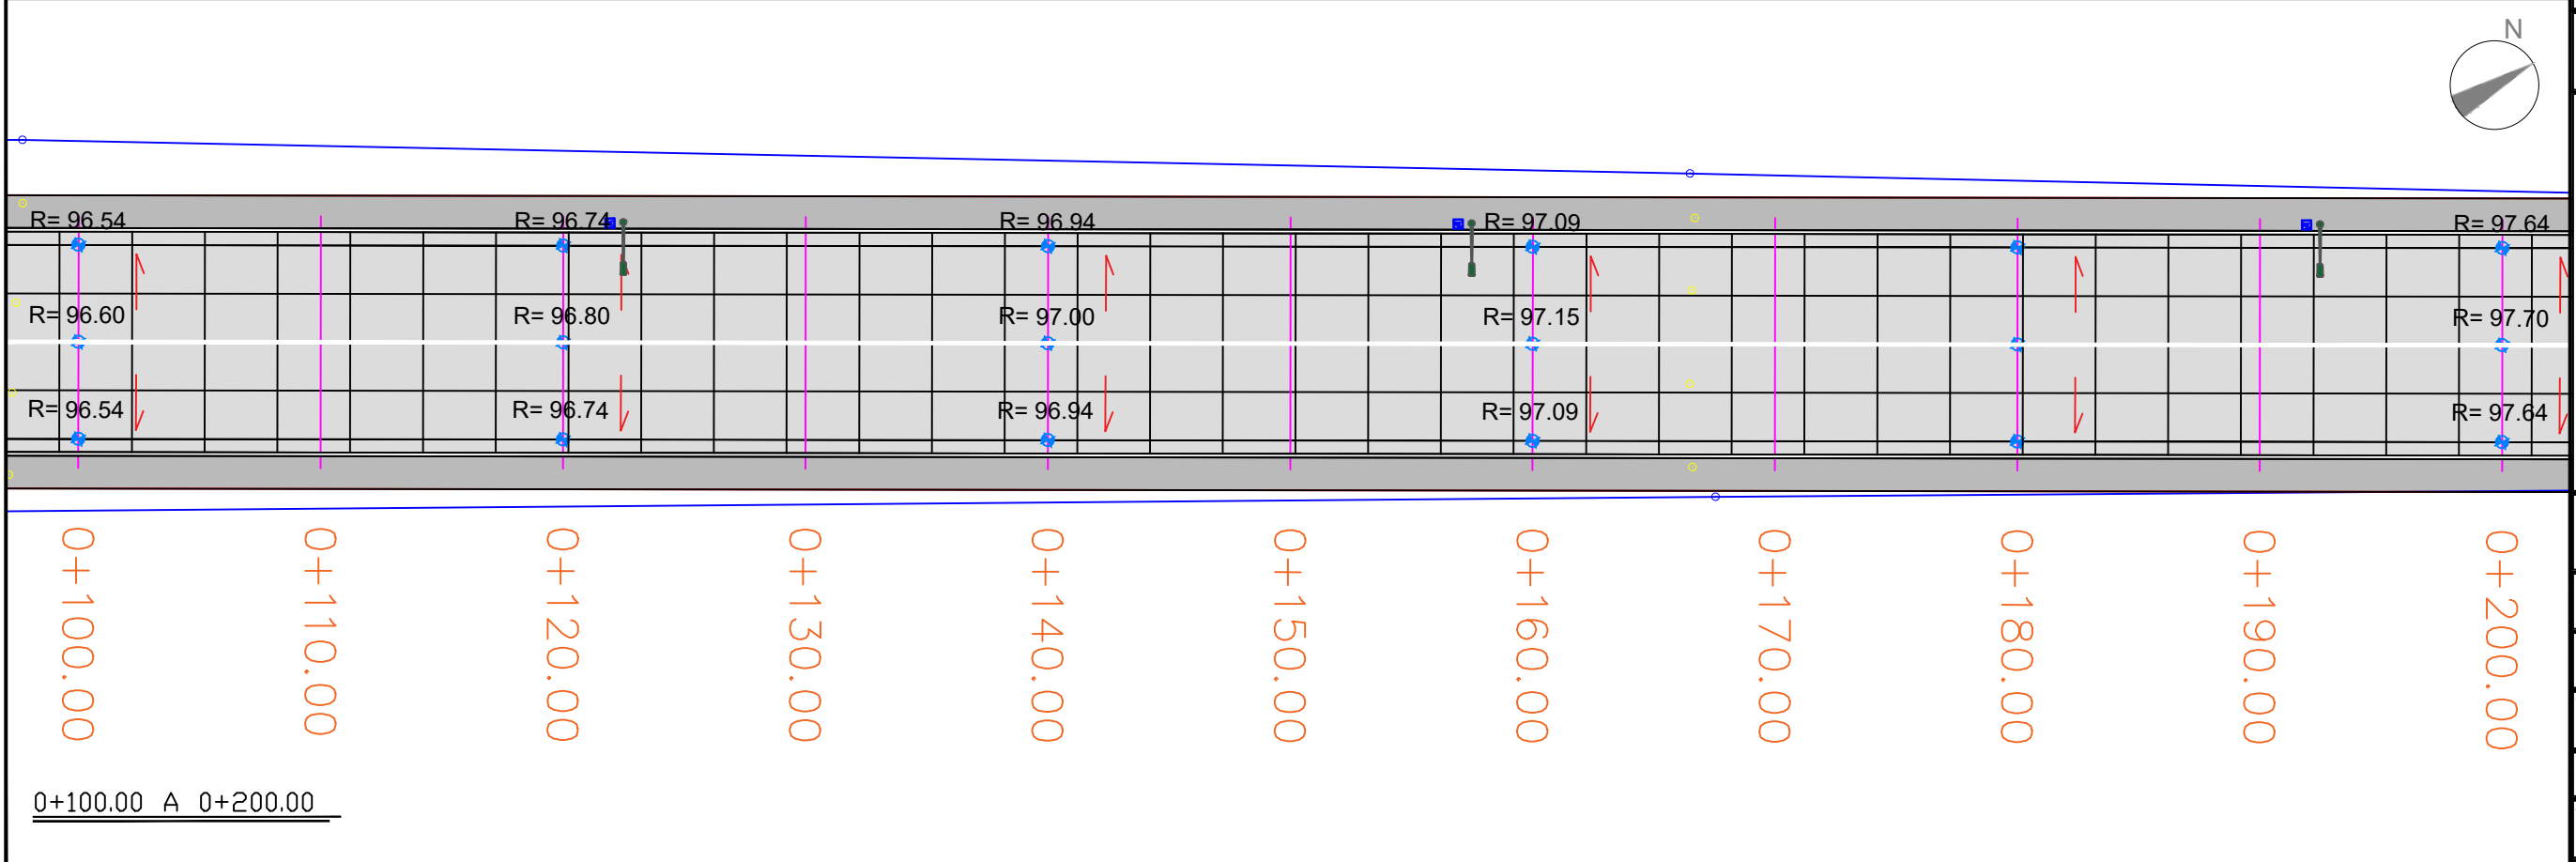 N
R= 96.54 R= 96.74 R= 96.94 R= 97.09 R= 97.64
R= 96.60 R= 96.80 R= 97.00 R= 97.15 R= 97.70
R= 96.54 R= 96.74 R= 96.94 R= 97.09 R= 97.64
0+100.00
0+110.00
0+120.00
0+130.00
0+140.00
0+150.00
0+160.00
0+170.00
0+180.00
0+190.00
0+200.00
0+100.00 A 0+200.00